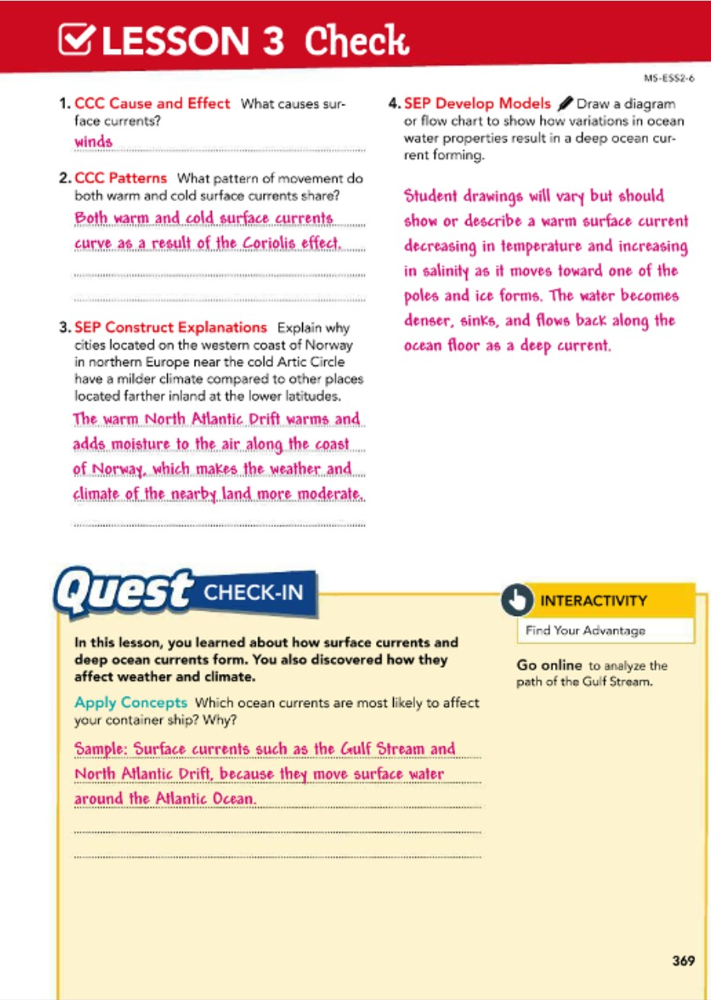 LESSON 3 Check
MS-ESS2-6
1. CCC Cause and Effect What causes sur-
face currents?
winds
2. CCC Patterns What pattern of movement do
both warm and cold surface currents share?
Both warm and cold surface currents
curve as a result of the Coriolis effect.
3. SEP Construct Explanations Explain why
cities located on the western coast of Norway
in northern Europe near the cold Artic Circle
have a milder climate compared to other places
located farther inland at the lower latitudes.
The warm North Atlantic Drift warms and
adds moisture to the air along the coast
of Norway, which makes the weather and
climate of the nearby land more moderate.
4. SEP Develop Models Draw a diagram
or flow chart to show how variations in ocean
water properties result in a deep ocean cur-
rent forming.
Student drawings will vary but should
show or describe a warm surface current
decreasing in temperature and increasing
in salinity as it moves toward one of the
poles and ice forms. The water becomes
denser, sinks, and flows back along the
ocean floor as a deep current.
Quest CHECK-IN
In this lesson, you learned about how surface currents and
deep ocean currents form. You also discovered how they
affect weather and climate.
Apply Concepts Which ocean currents are most likely to affect
your container ship? Why?
Sample: Surface currents such as the Gulf Stream and
North Atlantic Drift, because they move surface water
around the Atlantic Ocean.
INTERACTIVITY
Find Your Advantage
Go online to analyze the
path of the Gulf Stream.
369